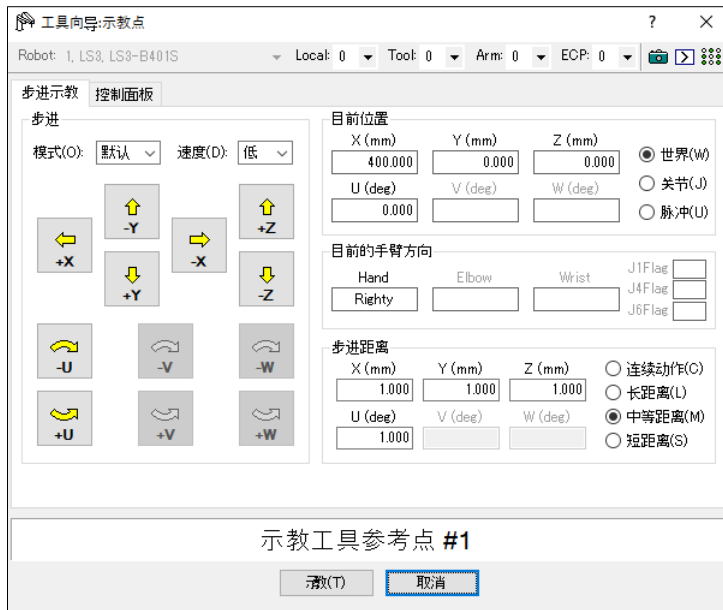 工具向导:示教点
Robot: 1, LS3, LS3-B401S Local: 0 Tool: 0 Arm: 0 ECP: 0
步进示教 控制面板
步进
模式(O): 默认 速度(D): 低
+X
-Y
+Y
-X
+Z
-Z
-U -V -W
+U +V +W
目前位置
X (mm) Y (mm) Z (mm)
400.000 0.000 0.000
U (deg) V (deg) W (deg)
0.000
世界(W)
关节(J)
脉冲(U)
目前的手臂方向
Hand Elbow Wrist
Righty
J1Flag
J4Flag
J6Flag
步进距离
X (mm) Y (mm) Z (mm)
1.000 1.000 1.000
U (deg) V (deg) W (deg)
1.000
连续动作(C)
长距离(L)
中等距离(M)
短距离(S)
示教工具参考点 #1
示教(T) 取消